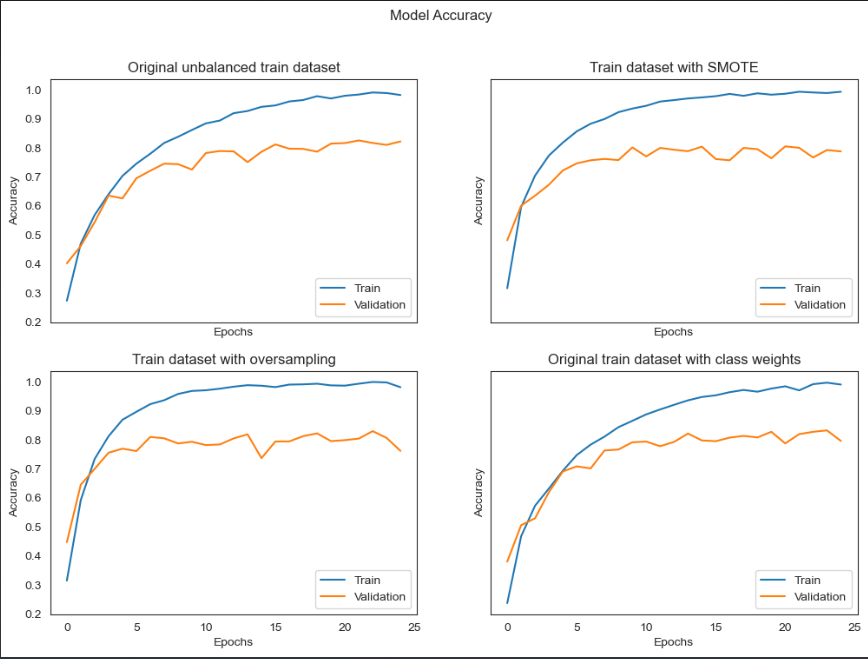 Model Accuracy
Original unbalanced train dataset
Accuracy
1.0
0.9
0.8
0.7
0.6
0.5
0.4
0.3
0.2
Train
Validation
Epochs
Train dataset with SMOTE
Accuracy
Train
Validation
Epochs
Train dataset with oversampling
Accuracy
1.0
0.9
0.8
0.7
0.6
0.5
0.4
0.3
0.2
Train
Validation
0 5 10 15 20 25
Epochs
Original train dataset with class weights
Accuracy
Train
Validation
0 5 10 15 20 25
Epochs